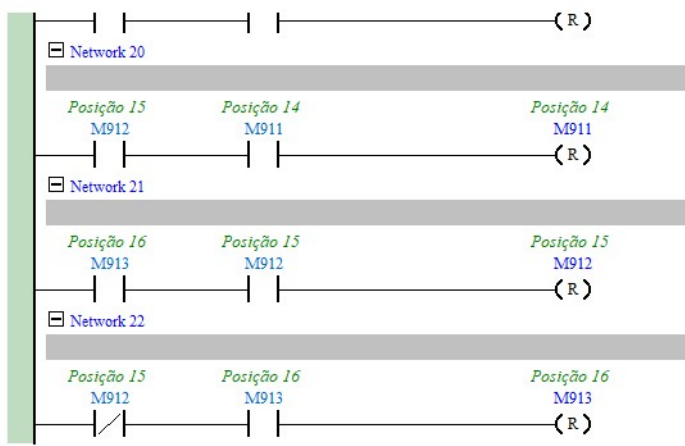 ( R )
Network 20
Posição 15 Posição 14 Posição 14
M912 M911 M911
( R )
Network 21
Posição 16 Posição 15 Posição 15
M913 M912 M912
( R )
Network 22
Posição 15 Posição 16 Posição 16
M912 M913 M913
( R )